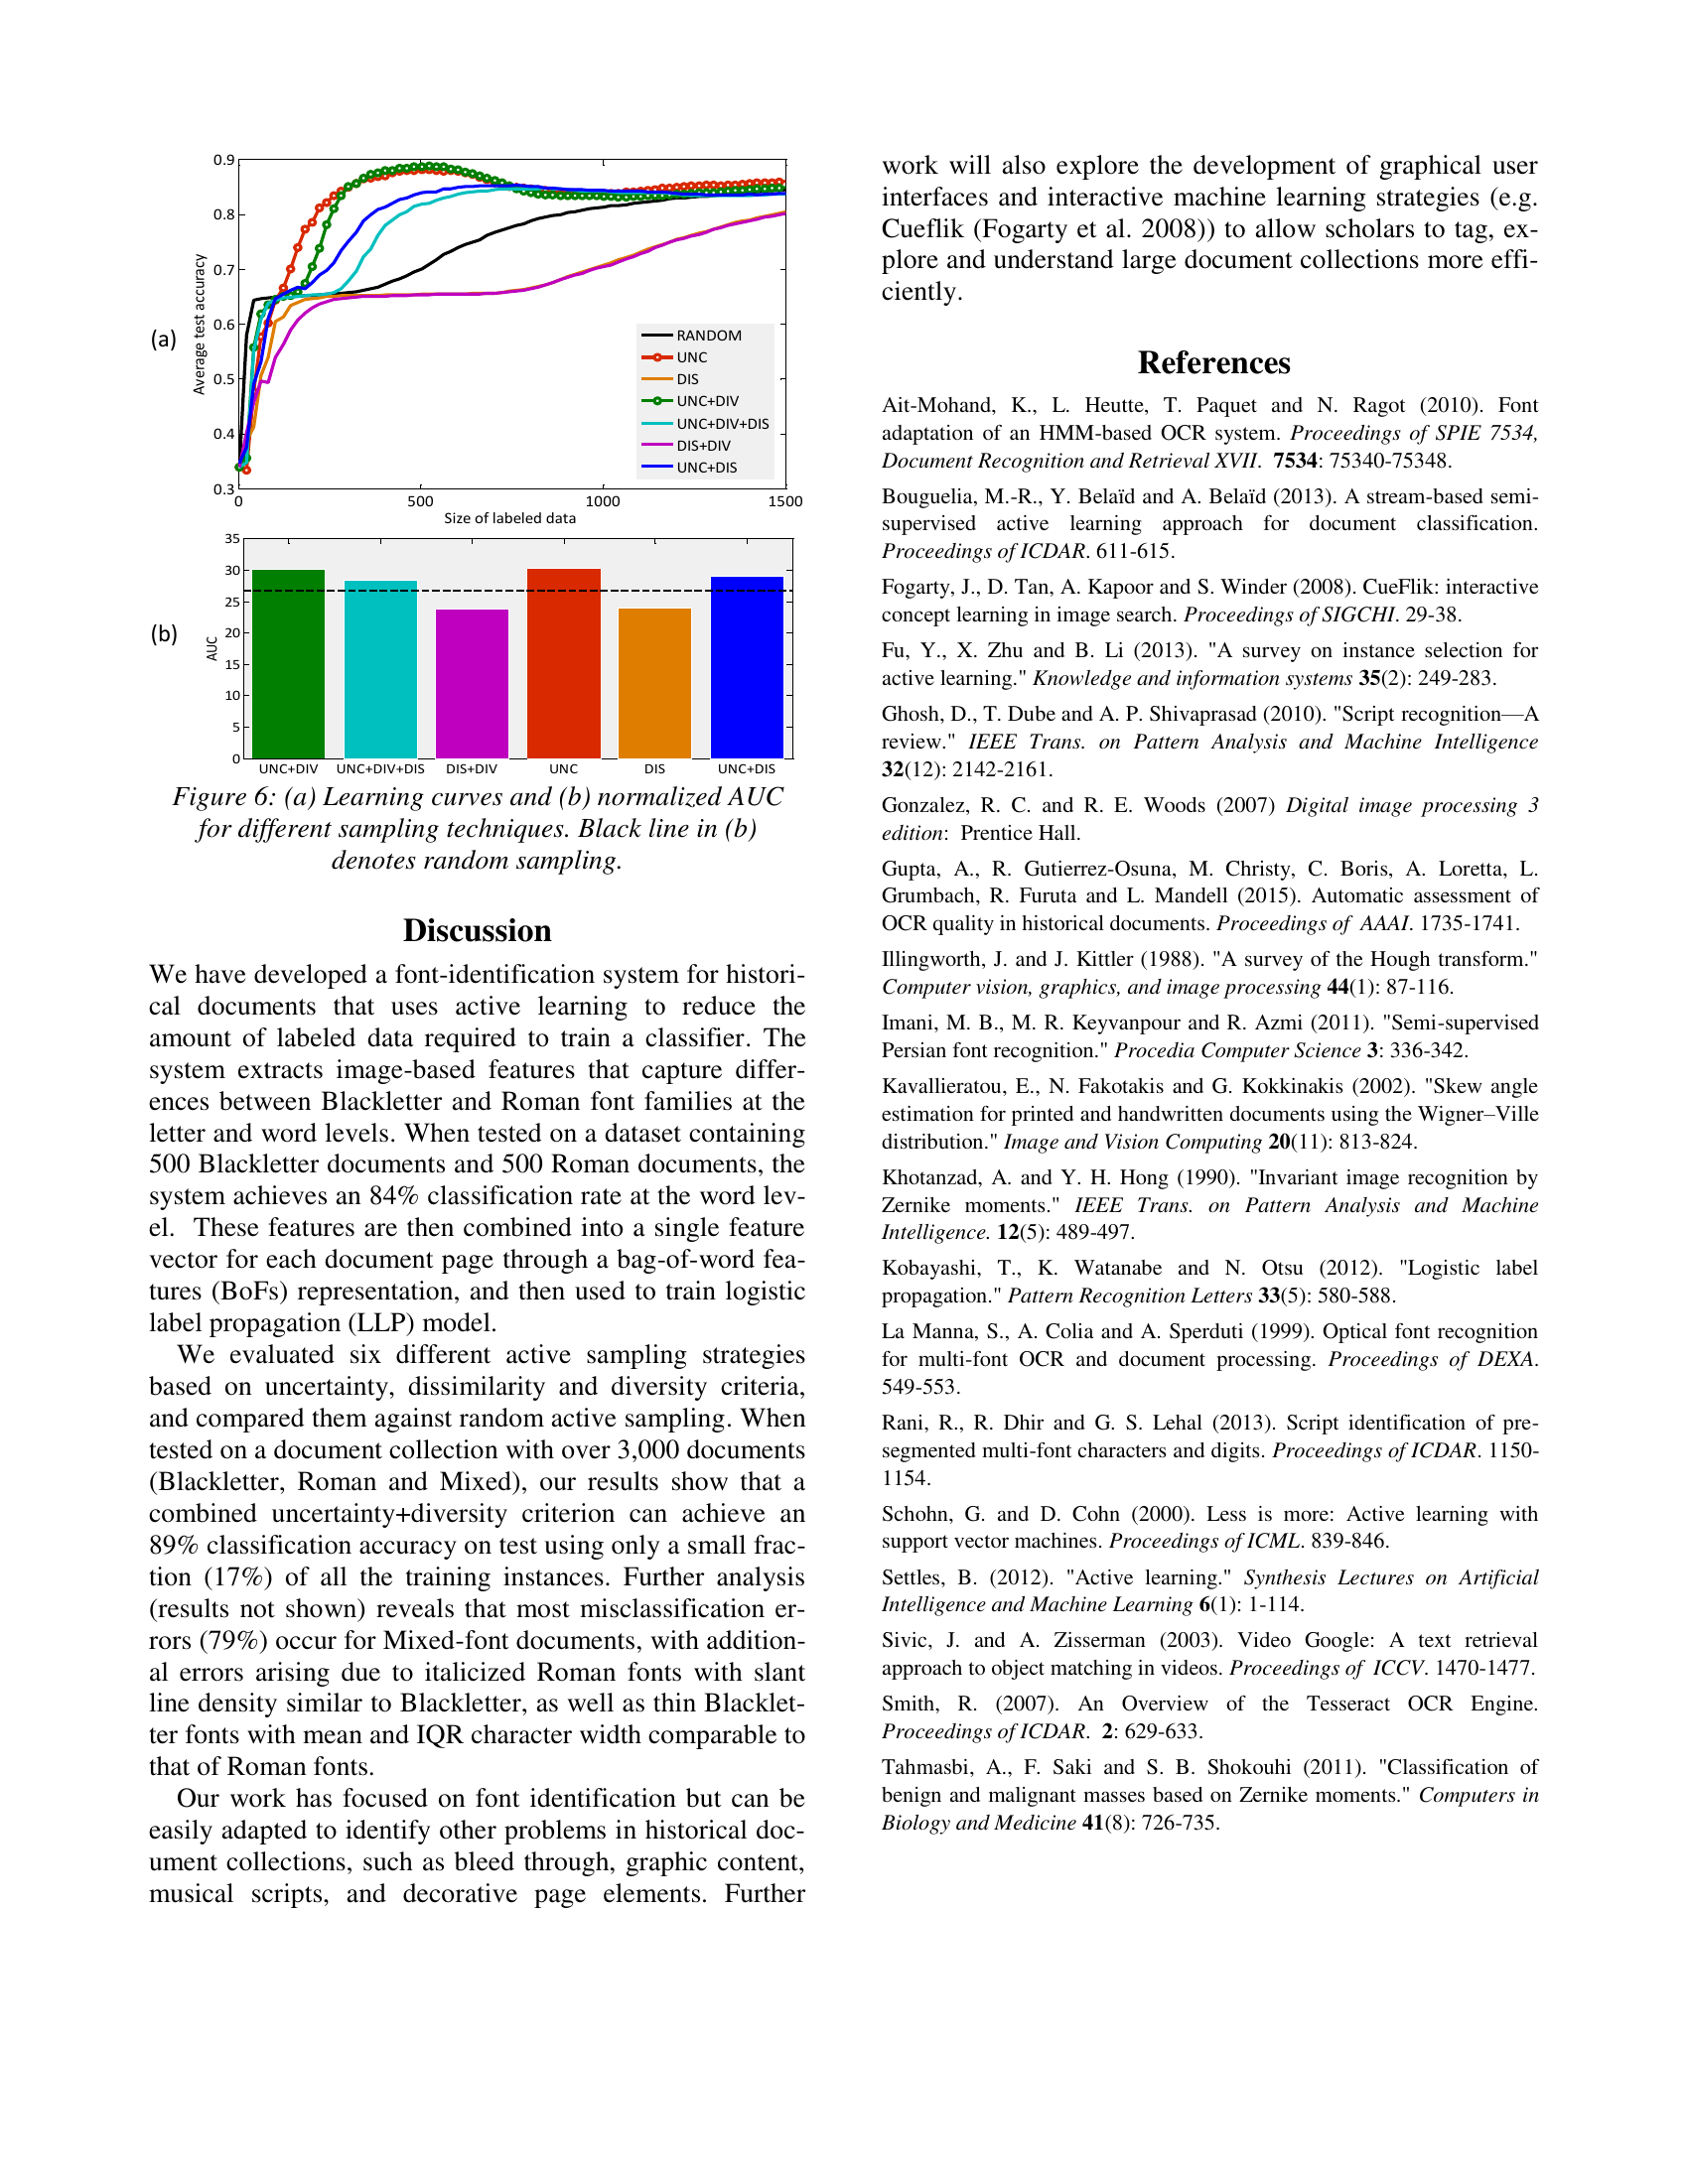 0.9
0.8
0.7
0.6
0.5
0.4
0.3
Average test accuracy
(a)
RANDOM
UNC
DIS
UNC+DIV
UNC+DIV+DIS
DIS+DIV
UNC+DIS
0 500 1000 1500
Size of labeled data
35
30
25
20
15
10
5
0
AUC
(b)
UNC+DIV UNC+DIV+DIS DIS+DIV UNC DIS UNC+DIS
Figure 6: (a) Learning curves and (b) normalized AUC
for different sampling techniques. Black line in (b)
denotes random sampling.
Discussion
We have developed a font-identification system for histori-
cal documents that uses active learning to reduce the
amount of labeled data required to train a classifier. The
system extracts image-based features that capture differ-
ences between Blackletter and Roman font families at the
letter and word levels. When tested on a dataset containing
500 Blackletter documents and 500 Roman documents, the
system achieves an 84% classification rate at the word lev-
el. These features are then combined into a single feature
vector for each document page through a bag-of-word fea-
tures (BoFs) representation, and then used to train logistic
label propagation (LLP) model.
We evaluated six different active sampling strategies
based on uncertainty, dissimilarity and diversity criteria,
and compared them against random active sampling. When
tested on a document collection with over 3,000 documents
(Blackletter, Roman and Mixed), our results show that a
combined uncertainty+diversity criterion can achieve an
89% classification accuracy on test using only a small frac-
tion (17%) of all the training instances. Further analysis
(results not shown) reveals that most misclassification er-
rors (79%) occur for Mixed-font documents, with addition-
al errors arising due to italicized Roman fonts with slant
line density similar to Blackletter, as well as thin Blacklet-
ter fonts with mean and IQR character width comparable to
that of Roman fonts.
Our work has focused on font identification but can be
easily adapted to identify other problems in historical doc-
ument collections, such as bleed through, graphic content,
musical scripts, and decorative page elements. Further
work will also explore the development of graphical user
interfaces and interactive machine learning strategies (e.g.
Cueflik (Fogarty et al. 2008)) to allow scholars to tag, ex-
plore and understand large document collections more effi-
ciently.
References
Ait-Mohand, K., L. Heutte, T. Paquet and N. Ragot (2010). Font
adaptation of an HMM-based OCR system. Proceedings of SPIE 7534,
Document Recognition and Retrieval XVII. 7534: 75340-75348.
Bouguelia, M.-R., Y. Belaïd and A. Belaïd (2013). A stream-based semi-
supervised active learning approach for document classification.
Proceedings of ICDAR. 611-615.
Fogarty, J., D. Tan, A. Kapoor and S. Winder (2008). CueFlik: interactive
concept learning in image search. Proceedings of SIGCHI. 29-38.
Fu, Y., X. Zhu and B. Li (2013). "A survey on instance selection for
active learning." Knowledge and information systems 35(2): 249-283.
Ghosh, D., T. Dube and A. P. Shivaprasad (2010). "Script recognition—A
review." IEEE Trans. on Pattern Analysis and Machine Intelligence
32(12): 2142-2161.
Gonzalez, R. C. and R. E. Woods (2007) Digital image processing 3
edition: Prentice Hall.
Gupta, A., R. Gutierrez-Osuna, M. Christy, C. Boris, A. Loretta, L.
Grumbach, R. Furuta and L. Mandell (2015). Automatic assessment of
OCR quality in historical documents. Proceedings of AAAI. 1735-1741.
Illingworth, J. and J. Kittler (1988). "A survey of the Hough transform."
Computer vision, graphics, and image processing 44(1): 87-116.
Imani, M. B., M. R. Keyvanpour and R. Azmi (2011). "Semi-supervised
Persian font recognition." Procedia Computer Science 3: 336-342.
Kavallieratou, E., N. Fakotakis and G. Kokkinakis (2002). "Skew angle
estimation for printed and handwritten documents using the Wigner–Ville
distribution." Image and Vision Computing 20(11): 813-824.
Khotanzad, A. and Y. H. Hong (1990). "Invariant image recognition by
Zernike moments." IEEE Trans. on Pattern Analysis and Machine
Intelligence. 12(5): 489-497.
Kobayashi, T., K. Watanabe and N. Otsu (2012). "Logistic label
propagation." Pattern Recognition Letters 33(5): 580-588.
La Manna, S., A. Colia and A. Sperduti (1999). Optical font recognition
for multi-font OCR and document processing. Proceedings of DEXA.
549-553.
Rani, R., R. Dhir and G. S. Lehal (2013). Script identification of pre-
segmented multi-font characters and digits. Proceedings of ICDAR. 1150-
1154.
Schohn, G. and D. Cohn (2000). Less is more: Active learning with
support vector machines. Proceedings of ICML. 839-846.
Settles, B. (2012). "Active learning." Synthesis Lectures on Artificial
Intelligence and Machine Learning 6(1): 1-114.
Sivic, J. and A. Zisserman (2003). Video Google: A text retrieval
approach to object matching in videos. Proceedings of ICCV. 1470-1477.
Smith, R. (2007). An Overview of the Tesseract OCR Engine.
Proceedings of ICDAR. 2: 629-633.
Tahmasbi, A., F. Saki and S. B. Shokouhi (2011). "Classification of
benign and malignant masses based on Zernike moments." Computers in
Biology and Medicine 41(8): 726-735.